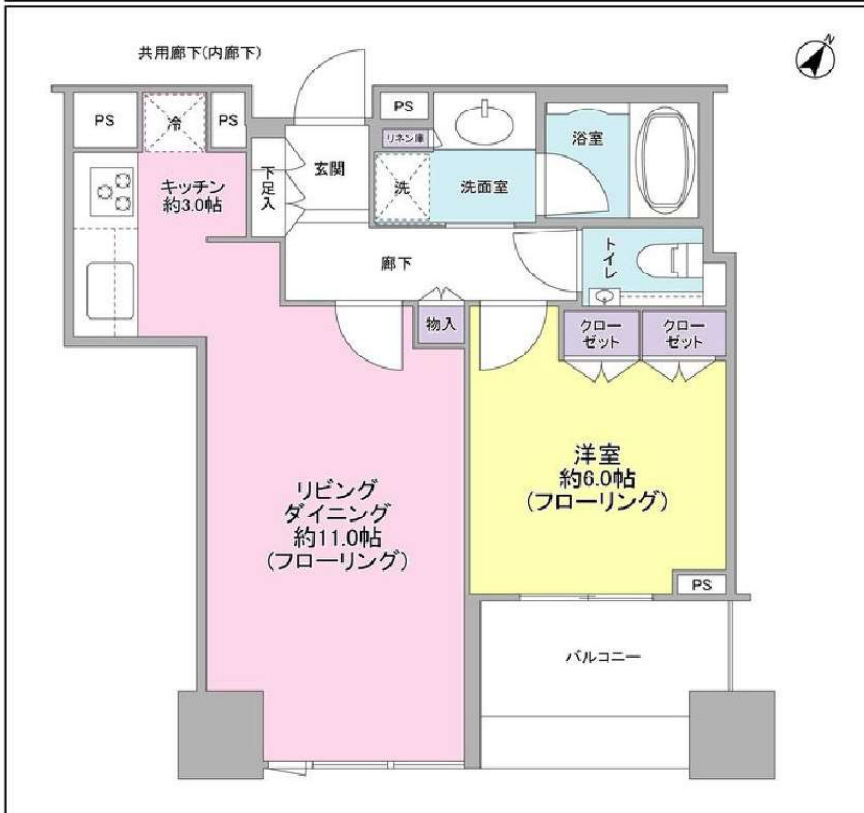 共用廊下(内廊下)
N
PS
冷
PS
PS
リネン庫
浴室
キッチン
約3.0帖
下足入
玄関
洗
洗面室
トイレ
廊下
物入
クロー
ゼット
クロー
ゼット
洋室
約6.0帖
(フローリング)
リビング
ダイニング
約11.0帖
(フローリング)
PS
バルコニー